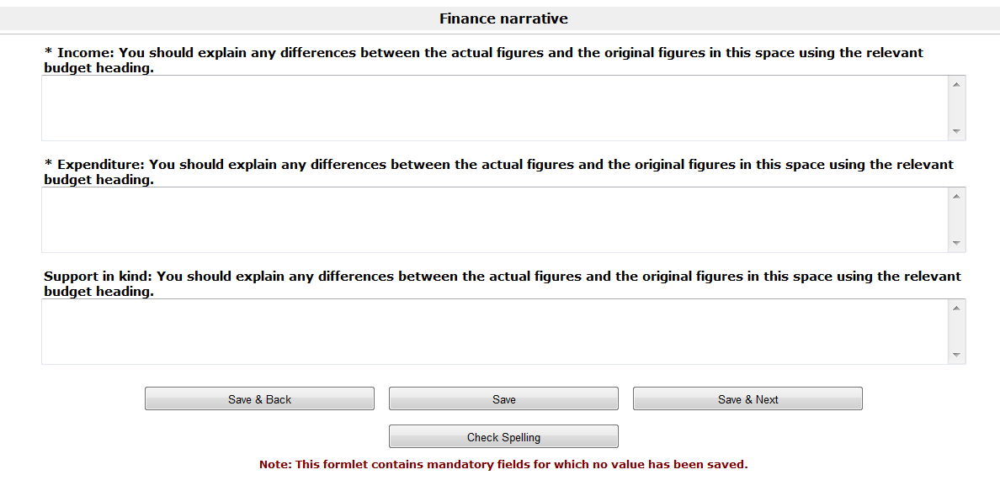 Finance narrative
* Income: You should explain any differences between the actual figures and the original figures in this space using the relevant
budget heading.
* Expenditure: You should explain any differences between the actual figures and the original figures in this space using the relevant
budget heading.
Support in kind: You should explain any differences between the actual figures and the original figures in this space using the relevant
budget heading.
Save & Back
Save
Save & Next
Check Spelling
Note: This formlet contains mandatory fields for which no value has been saved.